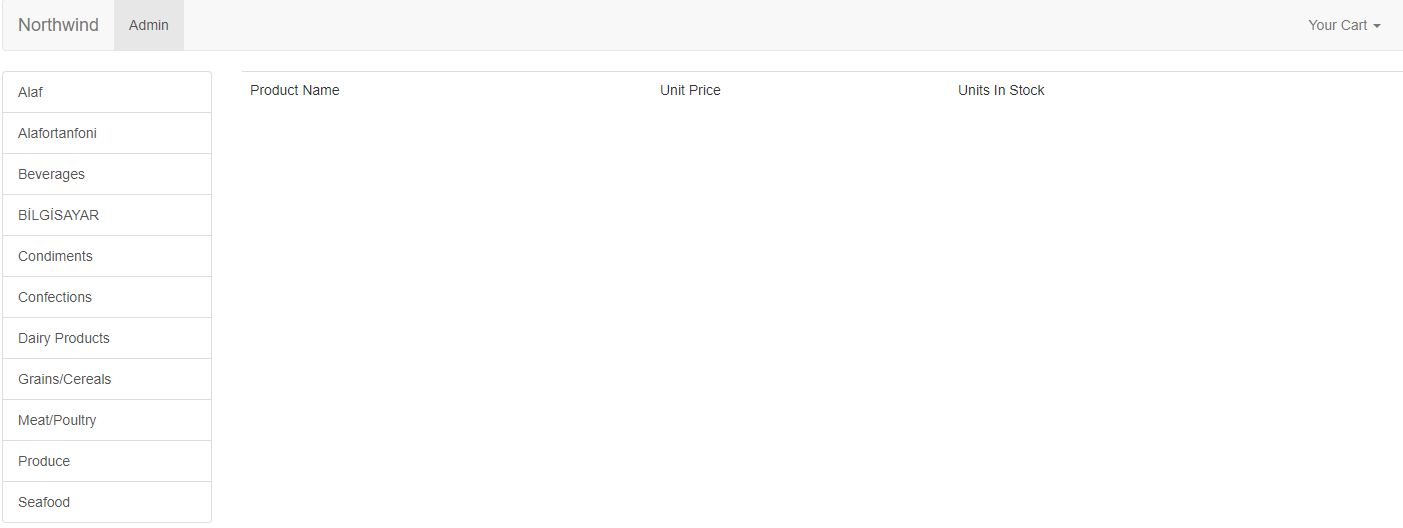 Northwind Admin Your Cart
Alaf
Alafortanfoni
Beverages
BİLGİSAYAR
Condiments
Confections
Dairy Products
Grains/Cereals
Meat/Poultry
Produce
Seafood
Product Name Unit Price Units In Stock